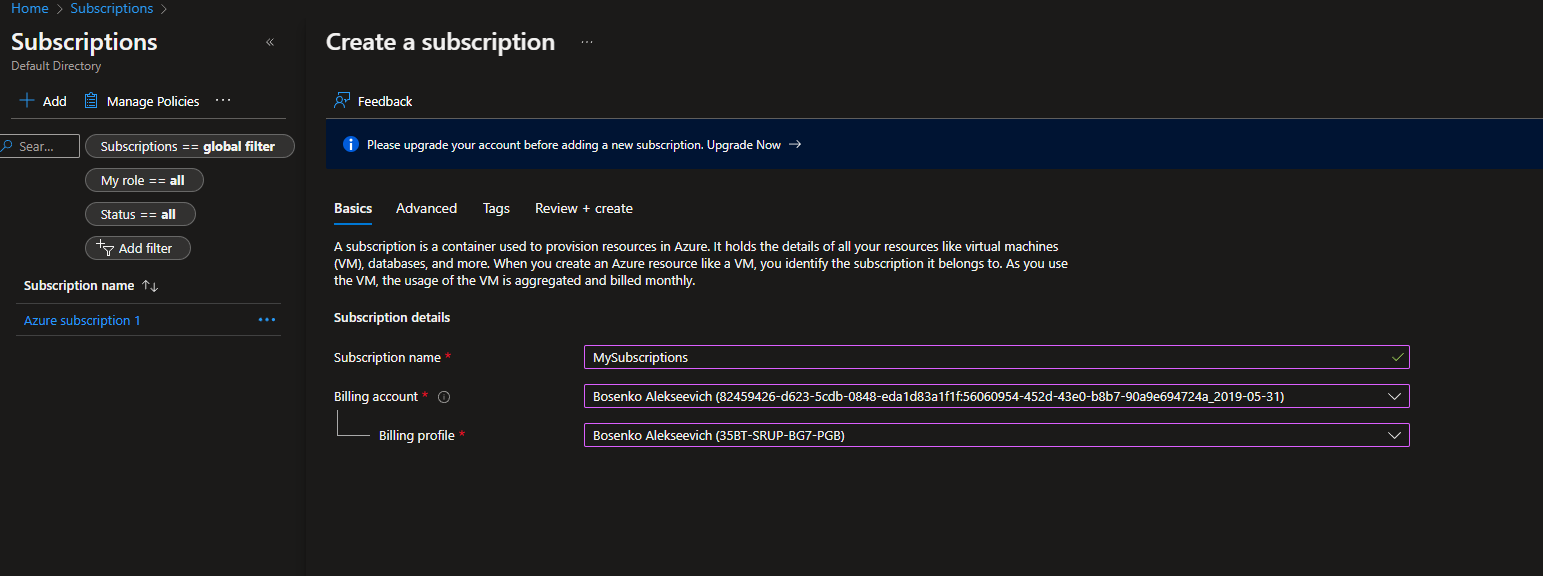 Home > Subscriptions >
Subscriptions
Default Directory
+ Add Manage Policies ...
Sear... Subscriptions == global filter
My role == all
Status == all
Add filter
Subscription name ↑↓
Azure subscription 1 ...
Create a subscription ...
Feedback
Please upgrade your account before adding a new subscription. Upgrade Now →
Basics Advanced Tags Review + create
A subscription is a container used to provision resources in Azure. It holds the details of all your resources like virtual machines
(VM), databases, and more. When you create an Azure resource like a VM, you identify the subscription it belongs to. As you use
the VM, the usage of the VM is aggregated and billed monthly.
Subscription details
Subscription name * MySubscriptions
Billing account * Bosenko Alekseevich (82459426-d623-5cdb-0848-eda1d83a1f1f:56060954-452d-43e0-b8b7-90a9e694724a_2019-05-31)
Billing profile * Bosenko Alekseevich (35BT-SRUP-BG7-PGB)